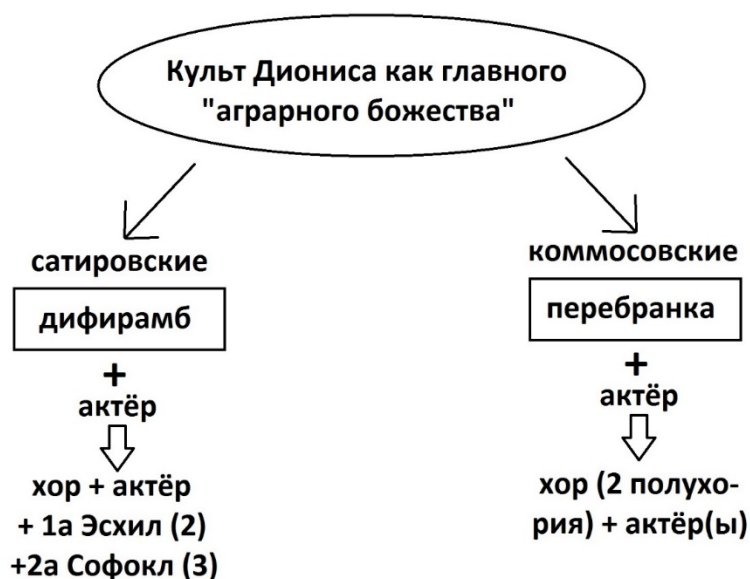 Культ Диониса как главного
"аграрного божества"
сатировские
дифирамб
+
актёр
хор + актёр
+ 1а Эсхил (2)
+2а Софокл (3)
коммосовские
перебранка
+
актёр
хор (2 полухо-
рия) + актёр(ы)